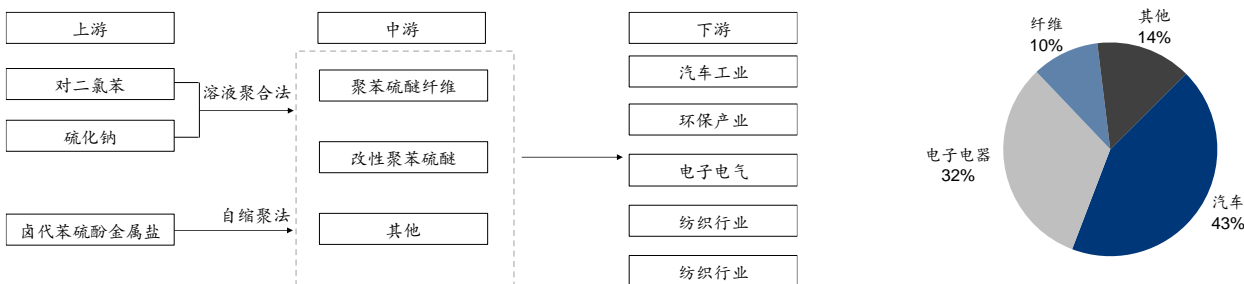 上游
对二氯苯
硫化钠
卤代苯硫酚金属盐
溶液聚合法
自缩聚法
中游
聚苯硫醚纤维
改性聚苯硫醚
其他
下游
汽车工业
环保产业
电子电气
纺织行业
纺织行业
纤维
10%
其他
14%
电子电器
32%
汽车
43%